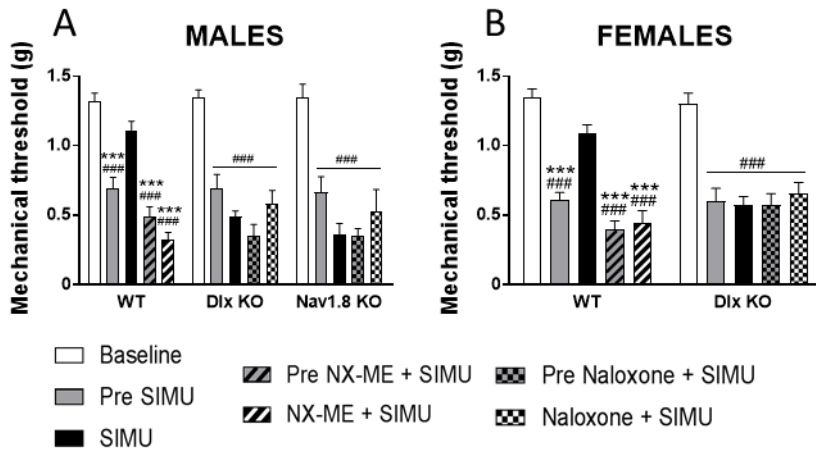 A
MALES
Mechanical threshold (g)
1.5
1.0
0.5
0
***
###
***
###
***
###
###
###
WT
Dlx KO
Nav1.8 KO
B
FEMALES
Mechanical threshold (g)
1.5
1.0
0.5
0
***
###
***
###
***
###
###
WT
Dlx KO
Baseline
Pre SIMU
SIMU
Pre NX-ME + SIMU
NX-ME + SIMU
Pre Naloxone + SIMU
Naloxone + SIMU